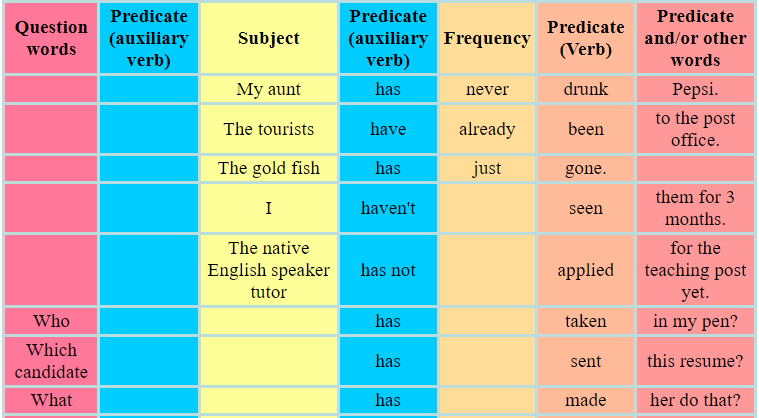 Question words Predicate (auxiliary verb) Subject Predicate (auxiliary verb) Frequency Predicate (Verb) Predicate and/or other words
My aunt has never drunk Pepsi.
The tourists have already been to the post office.
The gold fish has just gone.
I haven't seen them for 3 months.
The native English speaker tutor has not applied for the teaching post yet.
Who has taken in my pen?
Which candidate has sent this resume?
What has made her do that?